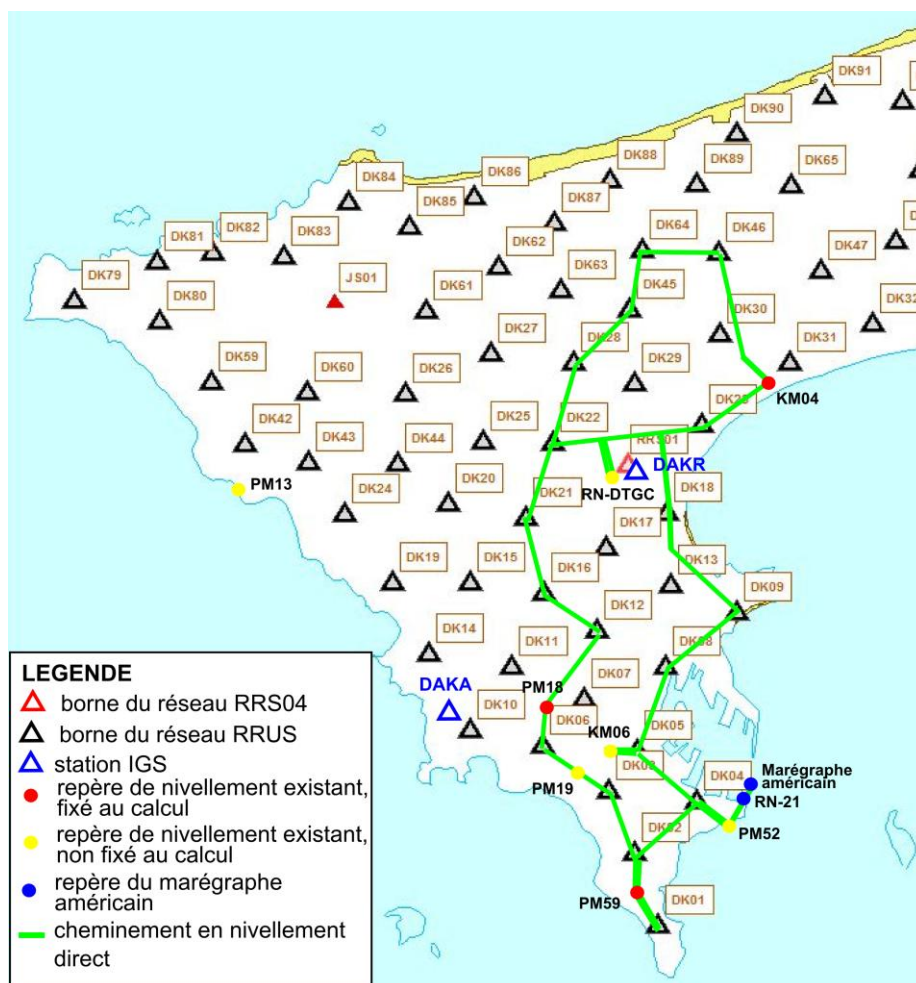 DK91
DK90
DK88
DK89
DK65
DK86
DK84
DK85
DK87
DK81
DK82
DK83
DK62
DK64
DK46
DK47
DK79
DK80
JS01
DK61
DK63
DK45
DK30
DK32
DK27
DK28
DK31
DK59
DK60
DK26
DK29
KM04
DK42
DK43
DK44
DK25
DK22
RRS01
DAKR
PM13
RN-DTGC
DK24
DK20
DK21
DK18
DK17
DK19
DK15
DK16
DK13
DK09
DK14
DK11
DK12
LEGENDE
borne du réseau RRS04
borne du réseau RRUS
station IGS
repère de nivellement existant,
fixé au calcul
repère de nivellement existant,
non fixé au calcul
repère du marégraphe
américain
cheminement en nivellement
direct
DAKA
DK10
PM18
DK07
DK06
KM06
DK05
PM19
DK04
Marégraphe
américain
RN-21
PM52
PM59
DK01